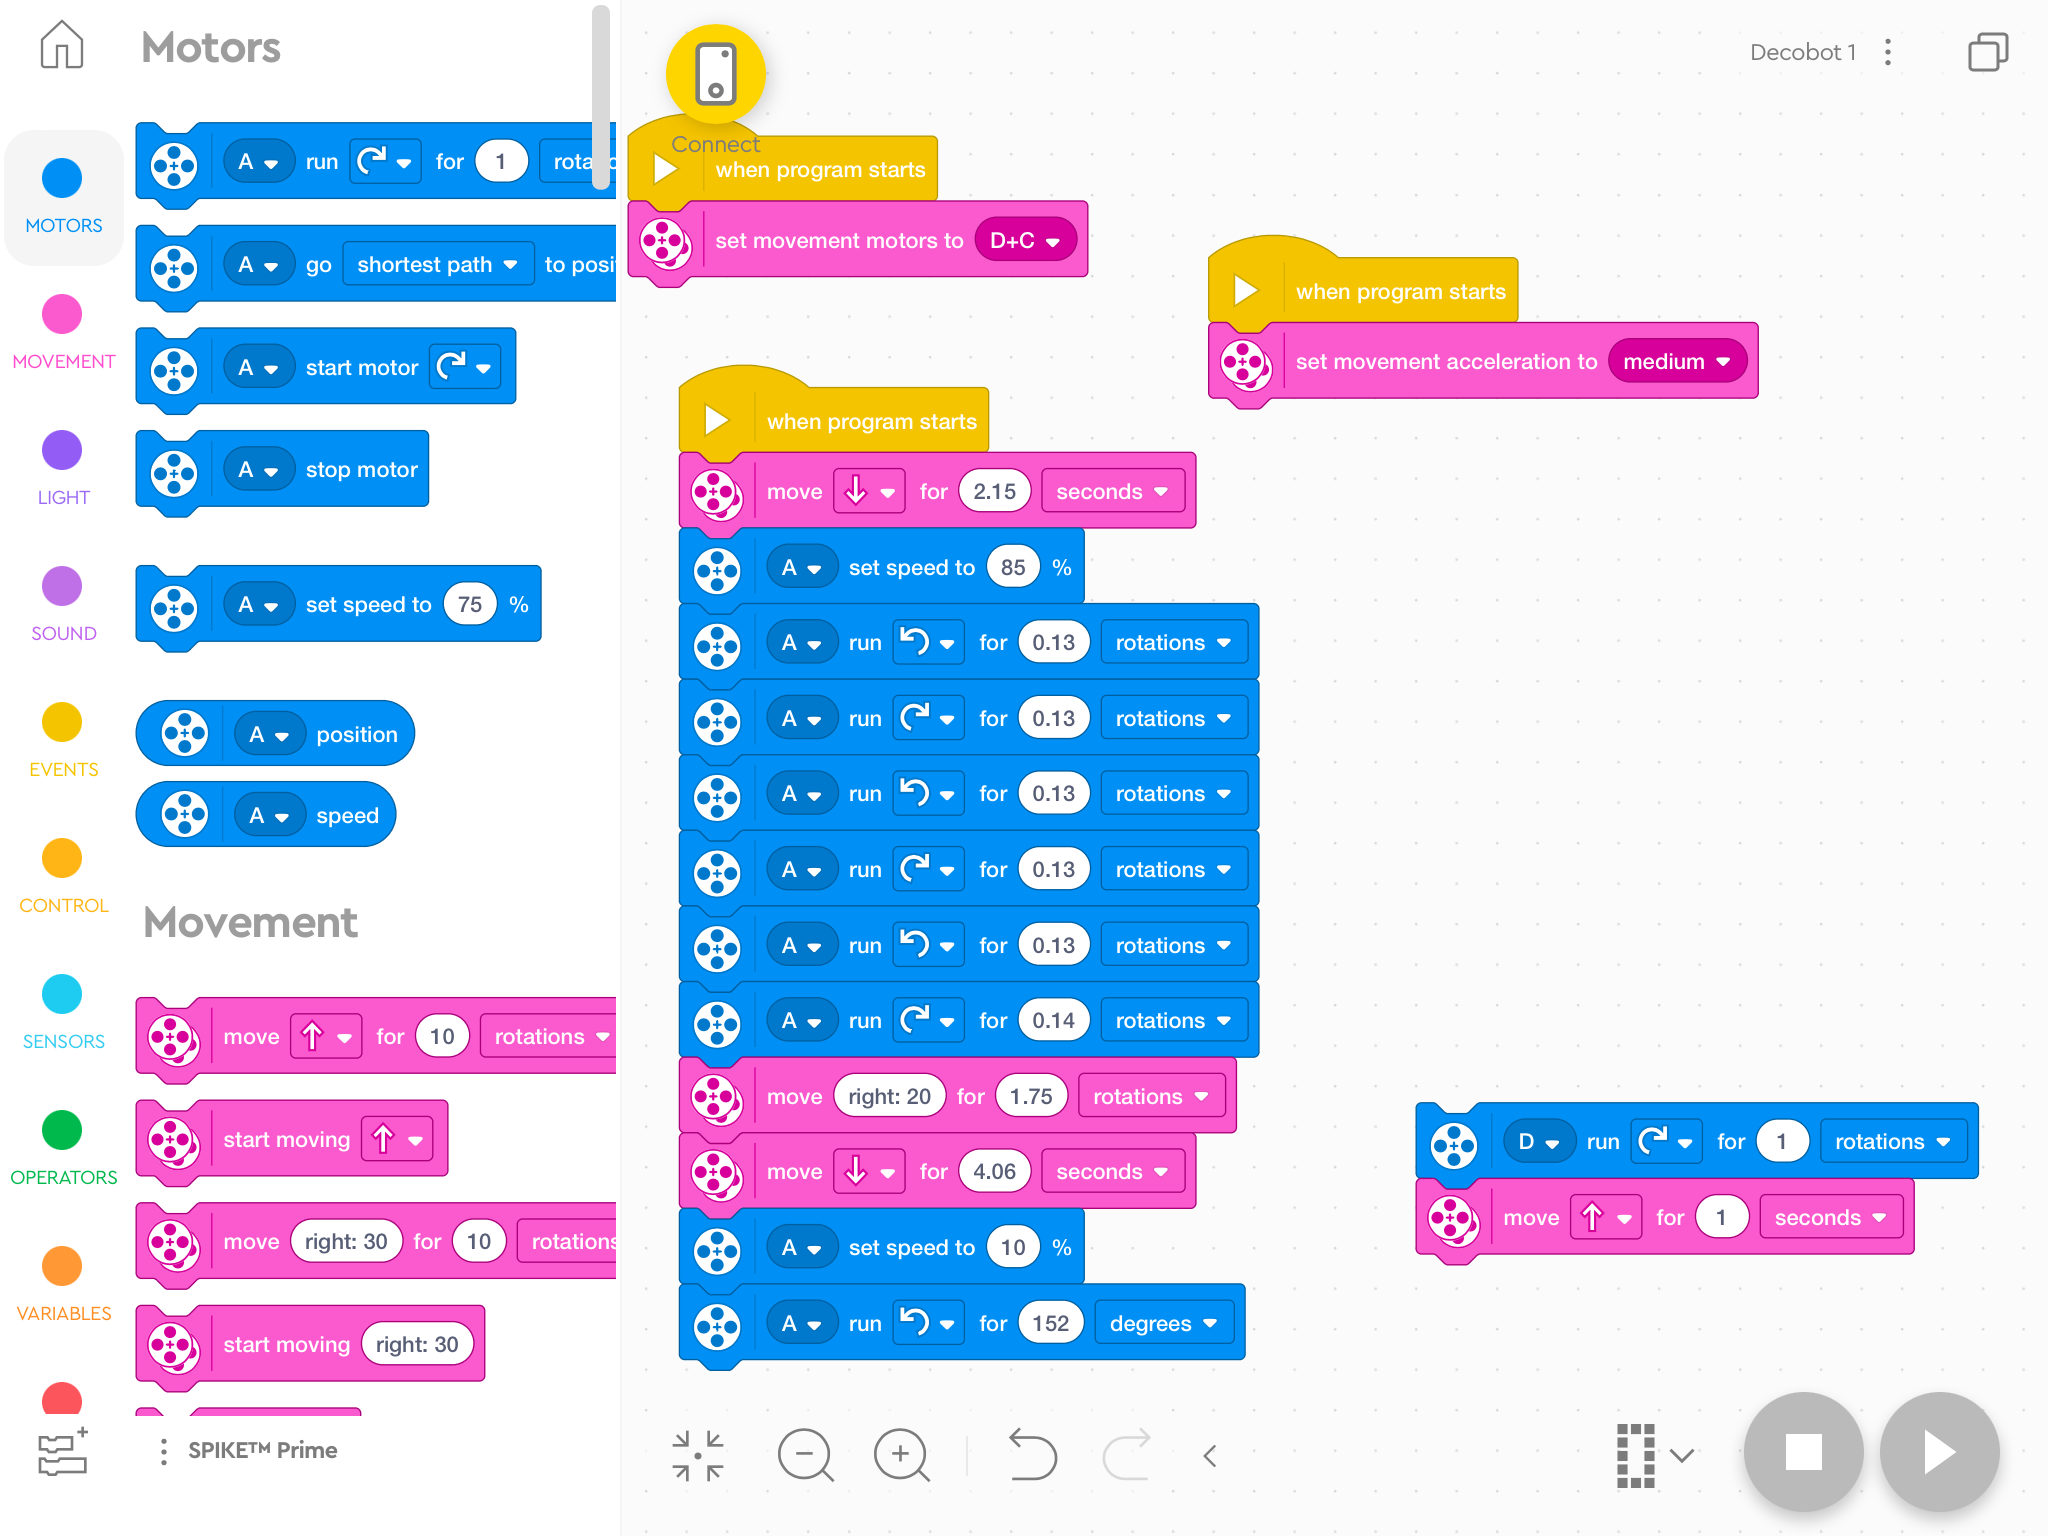 Motors
MOTORS
MOVEMENT
LIGHT
SOUND
EVENTS
CONTROL
SENSORS
OPERATORS
VARIABLES
A run for 1
A go shortest path to
A start motor
A stop motor
A set speed to 75 %
A position
A speed
Movement
move for 10 rotations
start moving
move right: 30 for 10 rotations
start moving right: 30
SPIKE™ Prime
Connect
Decobot 1
when program starts
set movement motors to D+C
when program starts
set movement acceleration to medium
when program starts
move for 2.15 seconds
A set speed to 85 %
A run for 0.13 rotations
A run for 0.13 rotations
A run for 0.13 rotations
A run for 0.13 rotations
A run for 0.13 rotations
A run for 0.14 rotations
move right: 20 for 1.75 rotations
move for 4.06 seconds
A set speed to 10 %
A run for 152 degrees
D run for 1 rotations
move for 1 seconds